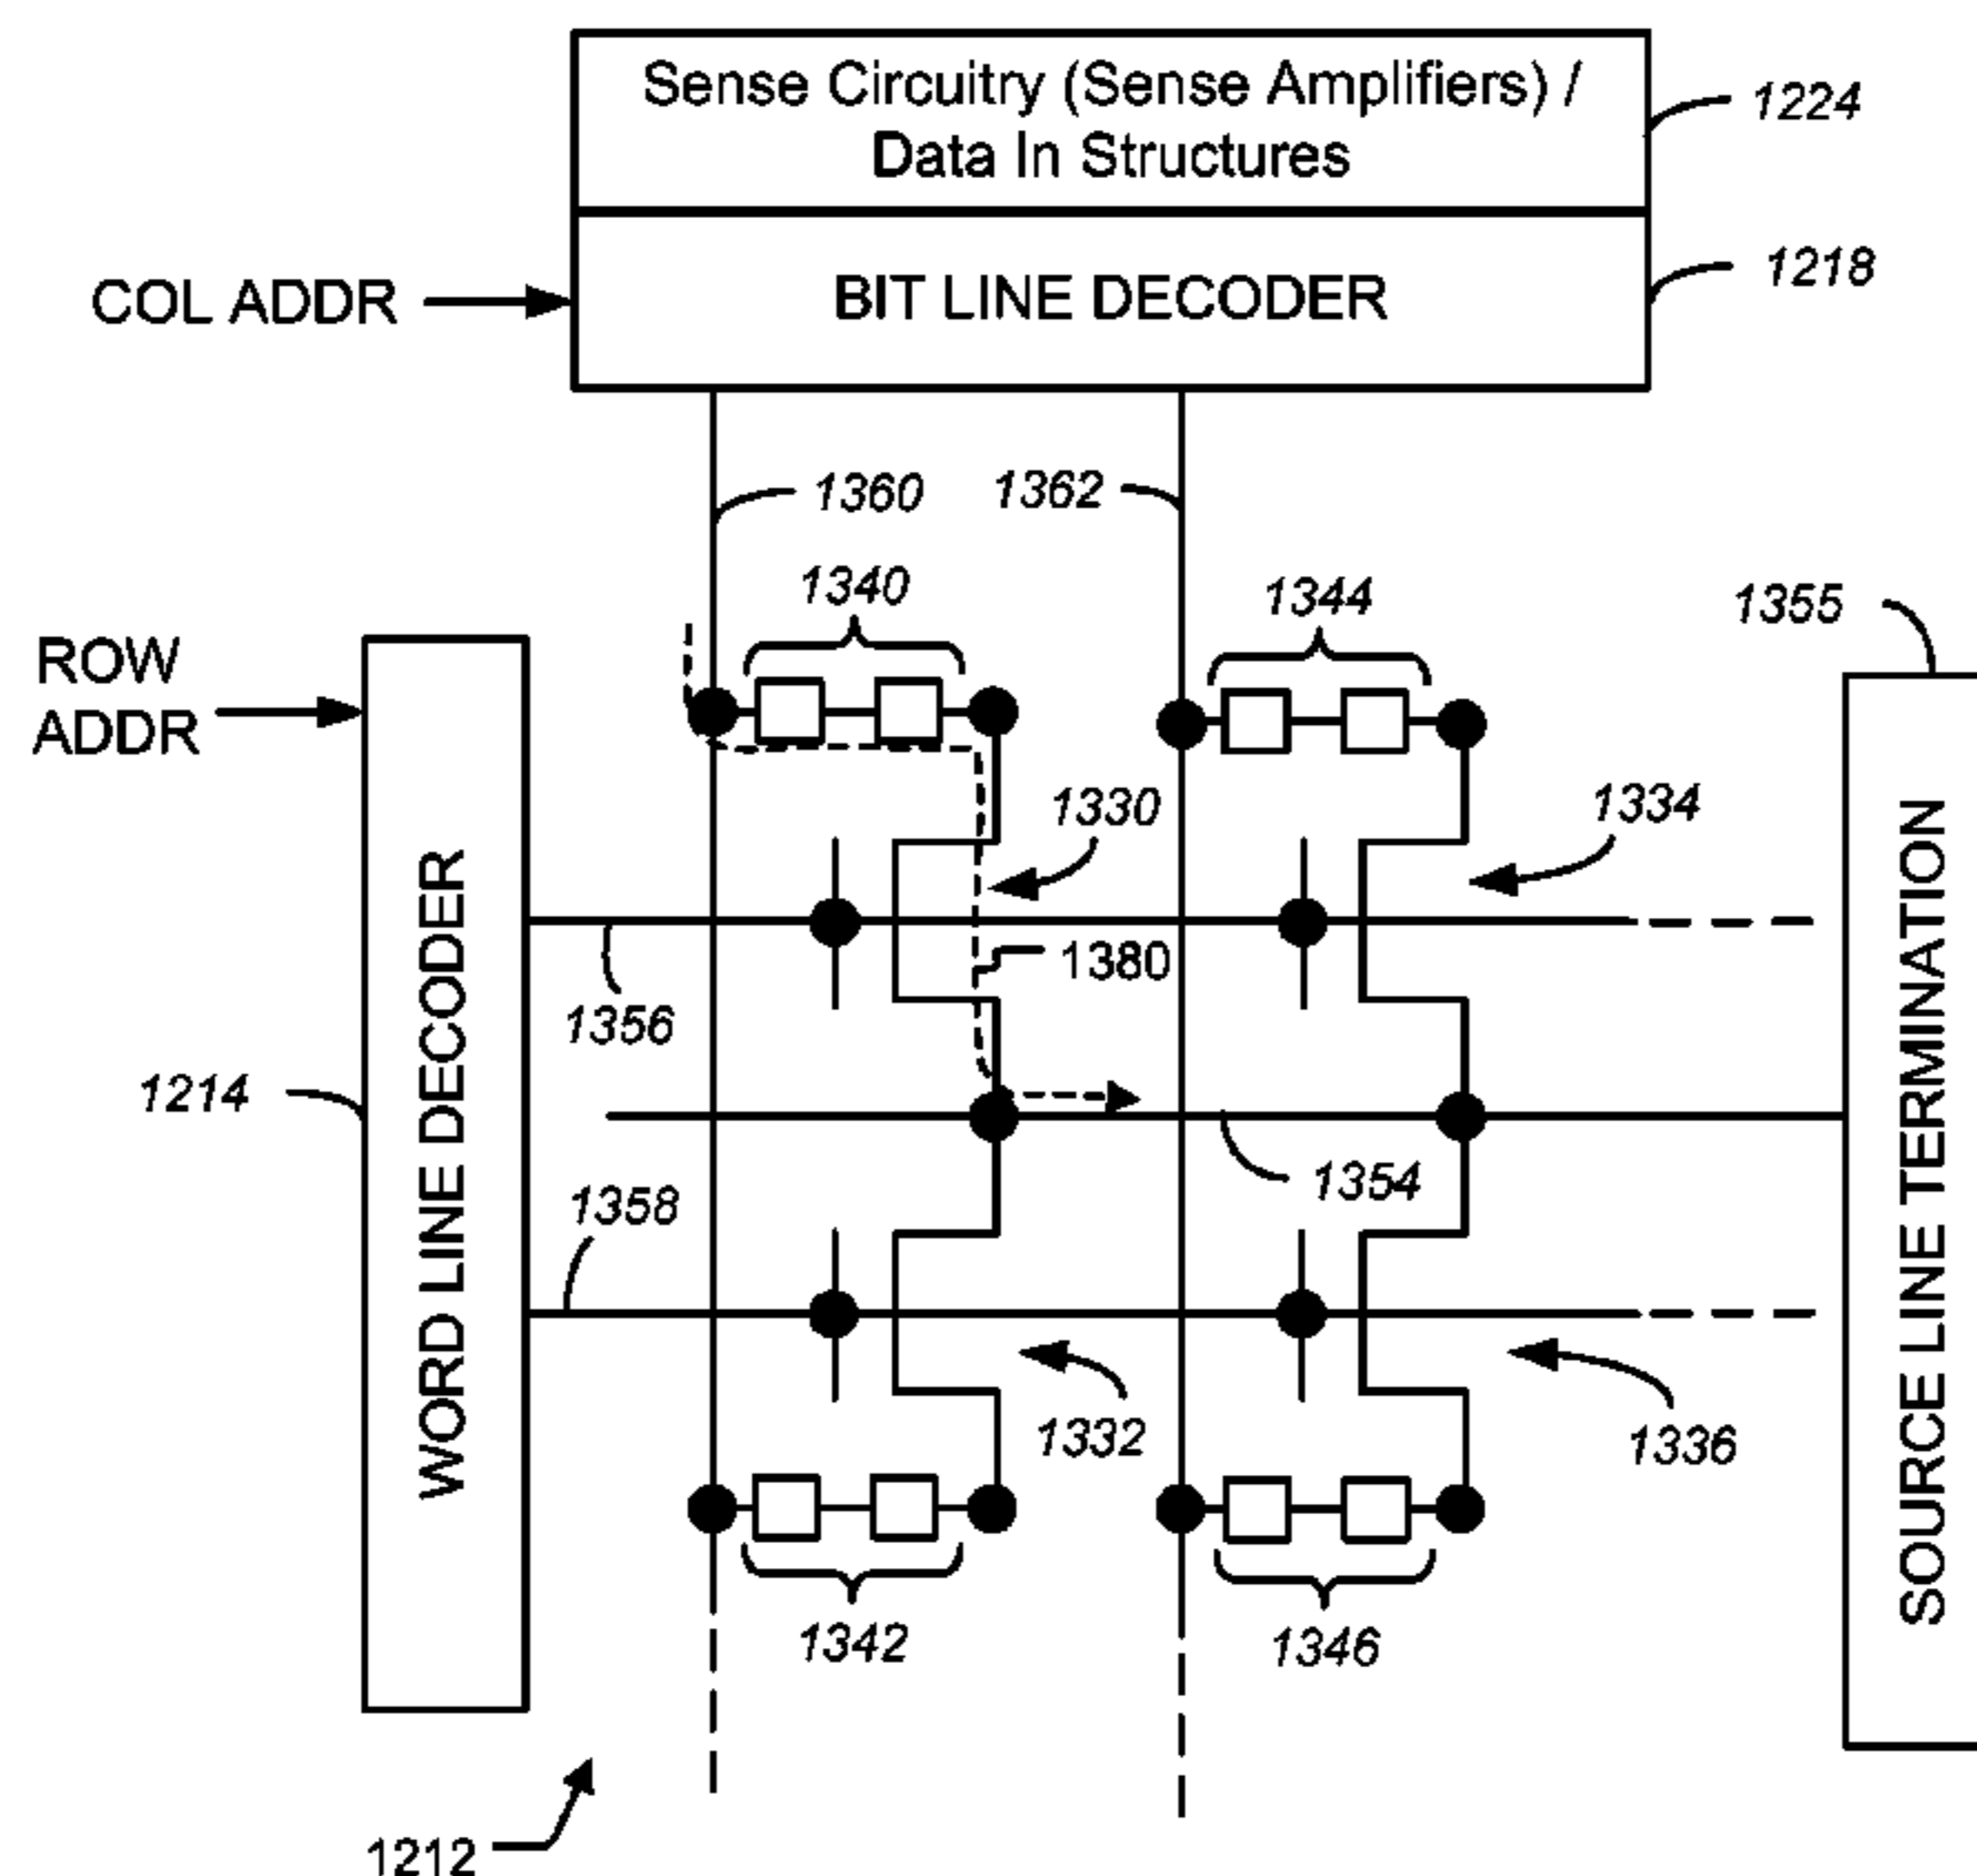 Sense Circuitry (Sense Amplifiers) /
Data In Structures
1224
BIT LINE DECODER
1218
COL ADDR
1360
1362
1340
1344
1355
ROW
ADDR
1330
1334
WORD LINE DECODER
SOURCE LINE TERMINATION
1380
1356
1214
1354
1358
1332
1336
1342
1346
1212